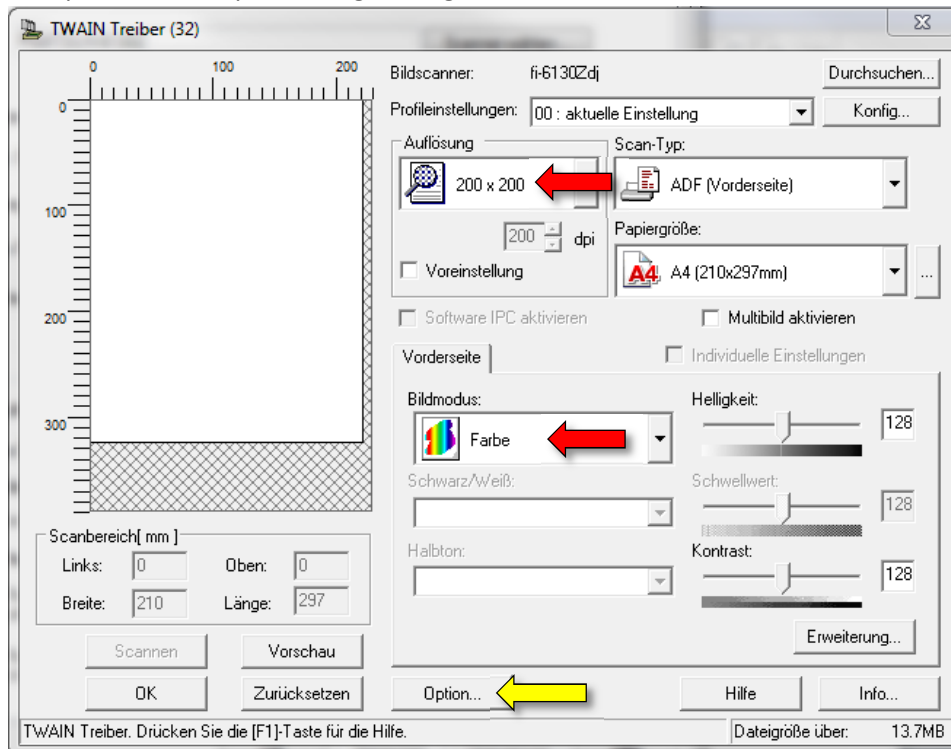 TWAIN Treiber (32)
0 100 200
0
100
200
300
Bildscanner: fi-6130Zdj
Durchsuchen...
Profileinstellungen: 00 : aktuelle Einstellung
Konfig...
Auflösung
200 x 200
200 dpi
Voreinstellung
Scan-Typ:
ADF (Vorderseite)
Papiergröße:
A4 A4 (210x297mm)
...
Software IPC aktivieren
Multibild aktivieren
Vorderseite
Individuelle Einstellungen
Bildmodus:
Farbe
Schwarz/Weiß:
Halbton:
Helligkeit:
128
Schwellwert:
128
Kontrast:
128
Erweiterung...
Scanbereich[ mm ]
Links: 0 Oben: 0
Breite: 210 Länge: 297
Scannen Vorschau
OK Zurücksetzen
Option... Hilfe Info...
TWAIN Treiber. Drücken Sie die [F1]-Taste für die Hilfe.
Dateigröße über: 13.7MB